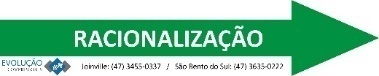 RACIONALIZAÇÃO
EVOLUÇÃO
Joinville: (47) 3455-0337 / São Bento do Sul: (47) 3635-0222